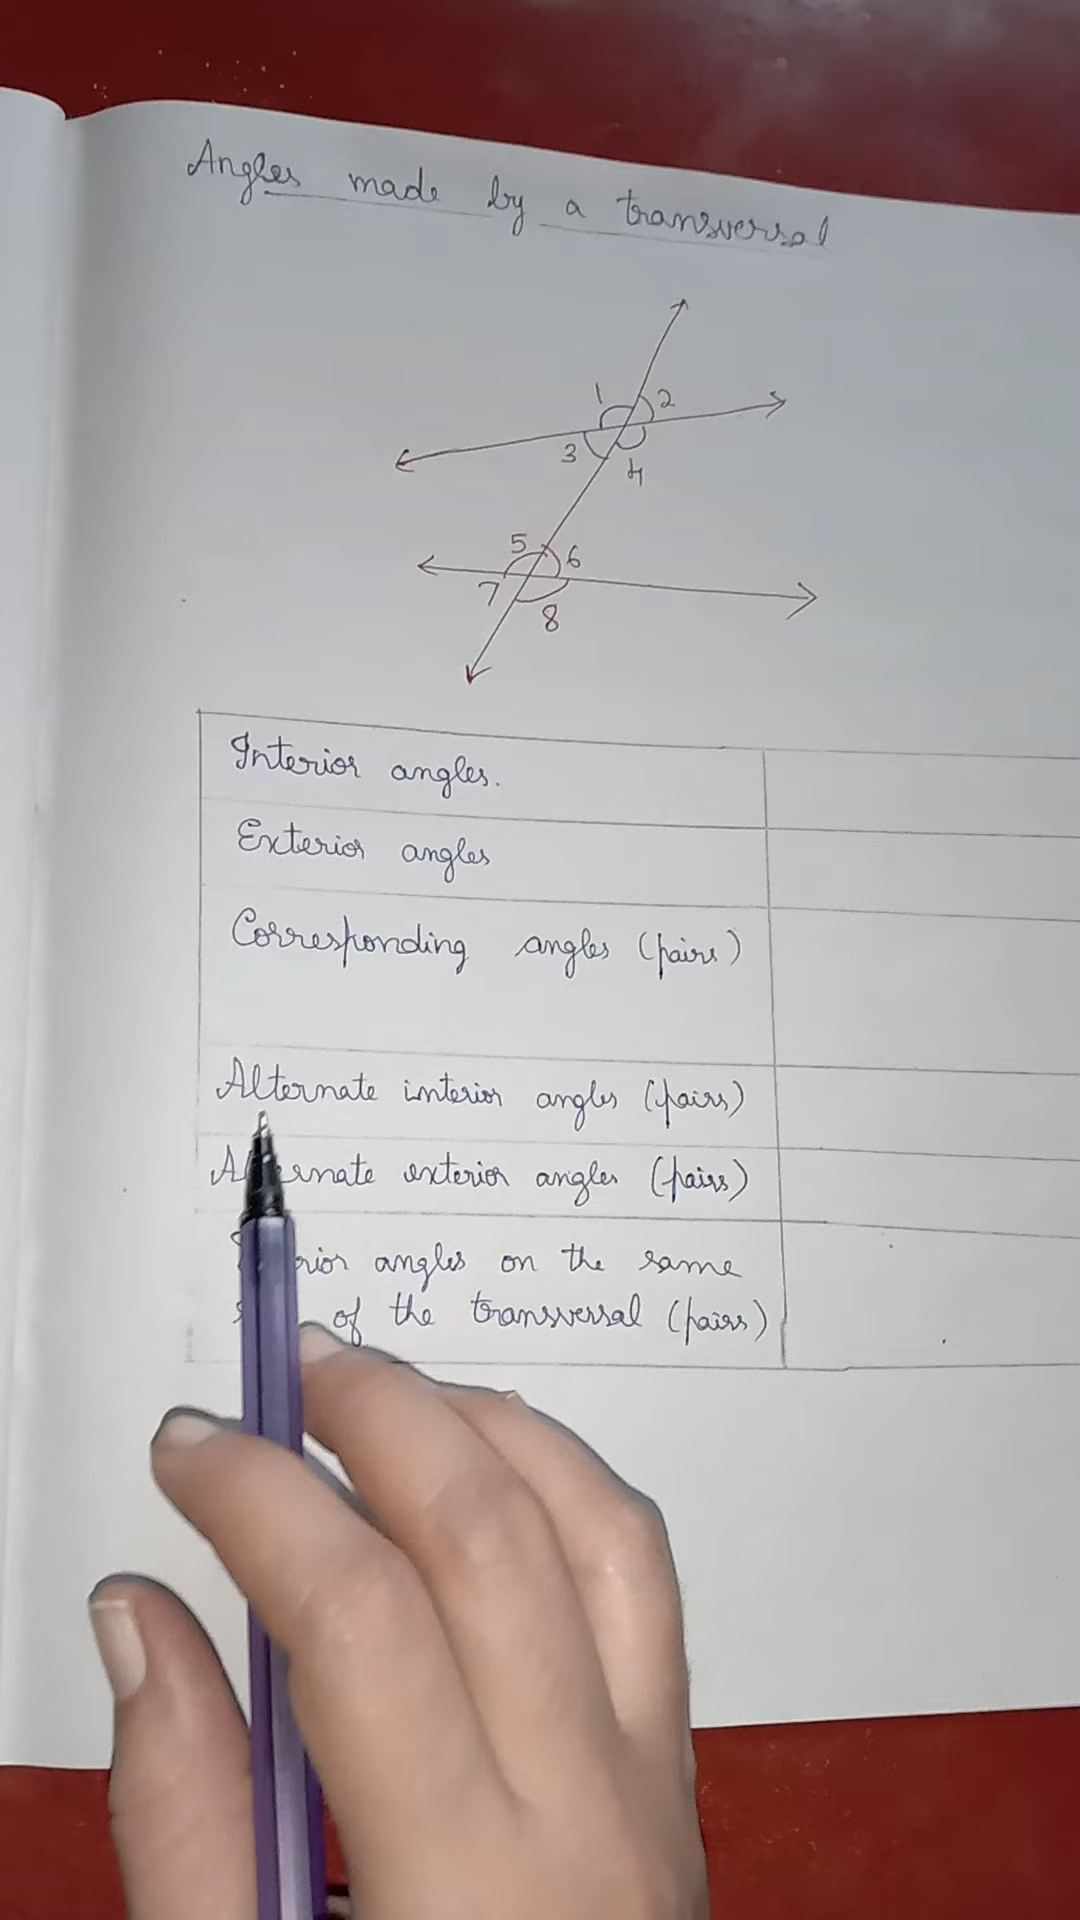 Angles made by a transversal
1 2
3 4
5 6
7 8
Interior angles.
Exterior angles
Corresponding angles (pairs)
Alternate interior angles (pairs)
exterior angles (pairs)
angles on the same
of the transversal (pairs)